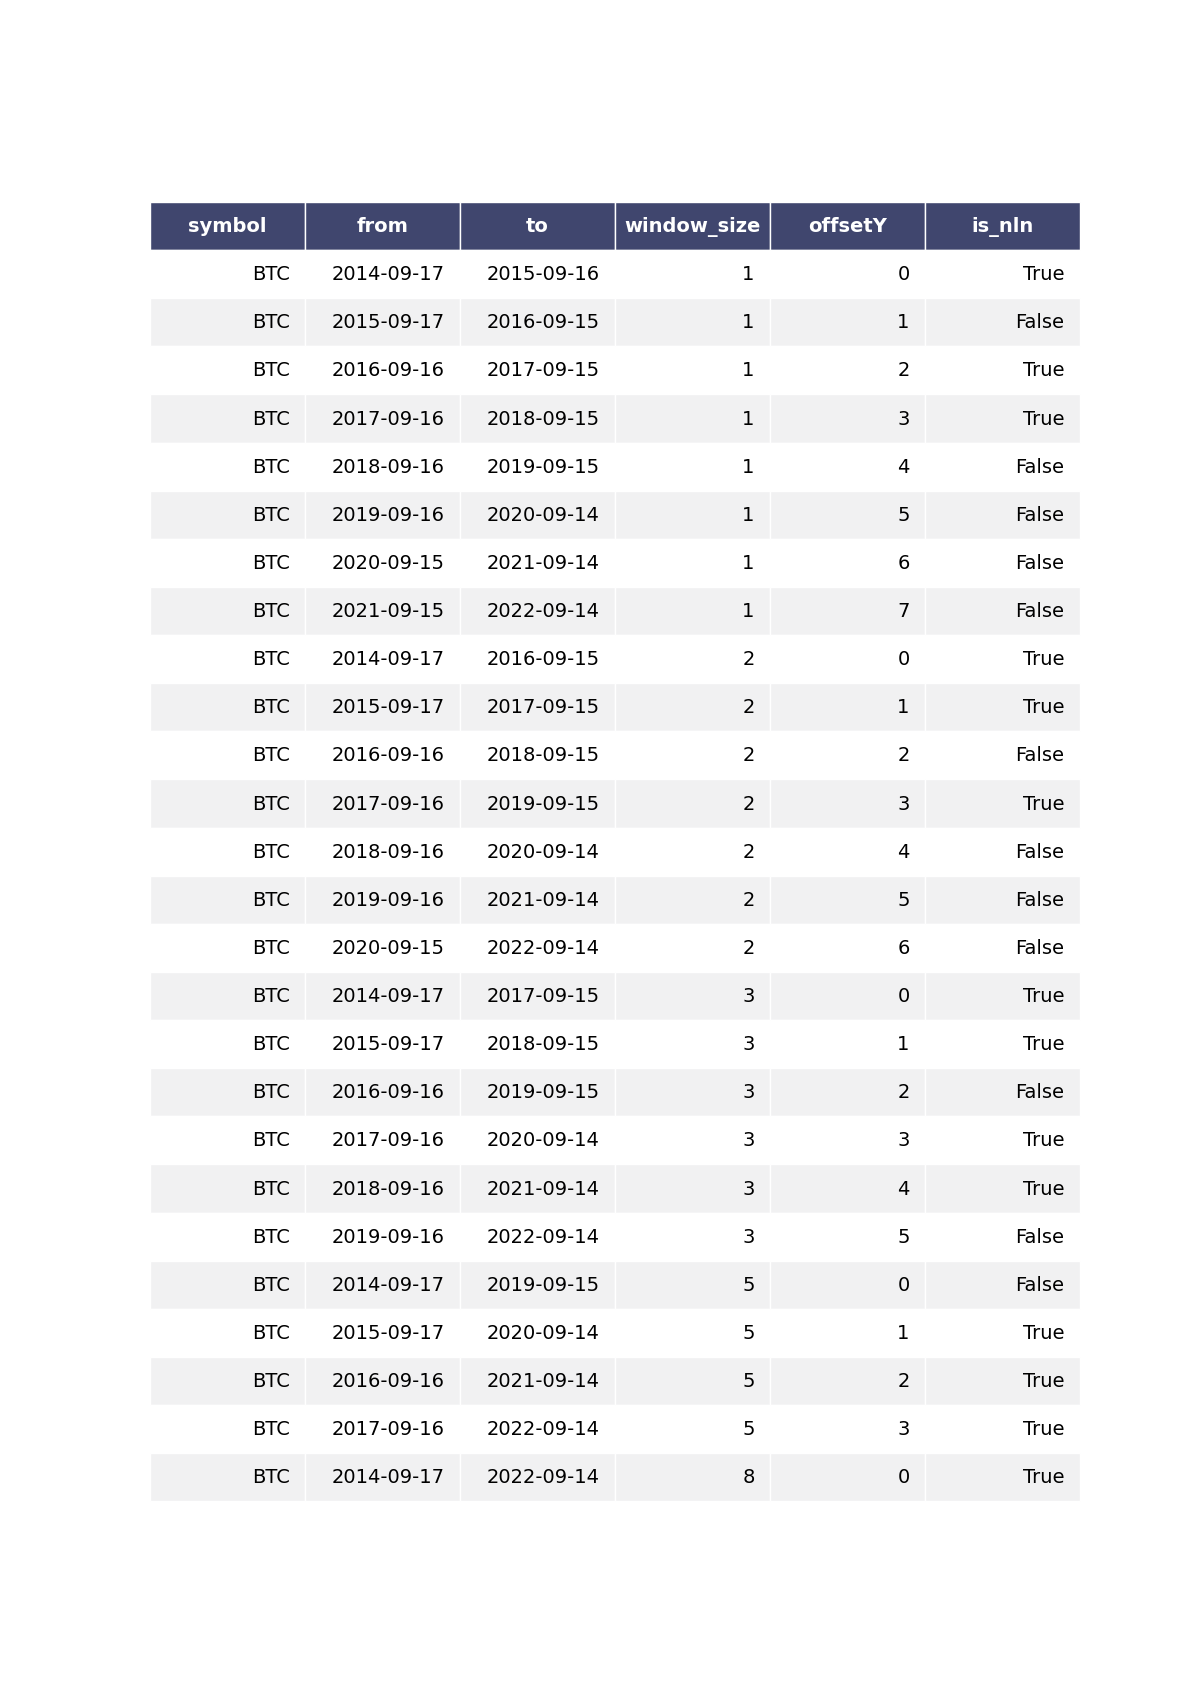 symbol from to window_size offsetY is_nln
BTC 2014-09-17 2015-09-16 1 0 True
BTC 2015-09-17 2016-09-15 1 1 False
BTC 2016-09-16 2017-09-15 1 2 True
BTC 2017-09-16 2018-09-15 1 3 True
BTC 2018-09-16 2019-09-15 1 4 False
BTC 2019-09-16 2020-09-14 1 5 False
BTC 2020-09-15 2021-09-14 1 6 False
BTC 2021-09-15 2022-09-14 1 7 False
BTC 2014-09-17 2016-09-15 2 0 True
BTC 2015-09-17 2017-09-15 2 1 True
BTC 2016-09-16 2018-09-15 2 2 False
BTC 2017-09-16 2019-09-15 2 3 True
BTC 2018-09-16 2020-09-14 2 4 False
BTC 2019-09-16 2021-09-14 2 5 False
BTC 2020-09-15 2022-09-14 2 6 False
BTC 2014-09-17 2017-09-15 3 0 True
BTC 2015-09-17 2018-09-15 3 1 True
BTC 2016-09-16 2019-09-15 3 2 False
BTC 2017-09-16 2020-09-14 3 3 True
BTC 2018-09-16 2021-09-14 3 4 True
BTC 2019-09-16 2022-09-14 3 5 False
BTC 2014-09-17 2019-09-15 5 0 False
BTC 2015-09-17 2020-09-14 5 1 True
BTC 2016-09-16 2021-09-14 5 2 True
BTC 2017-09-16 2022-09-14 5 3 True
BTC 2014-09-17 2022-09-14 8 0 True